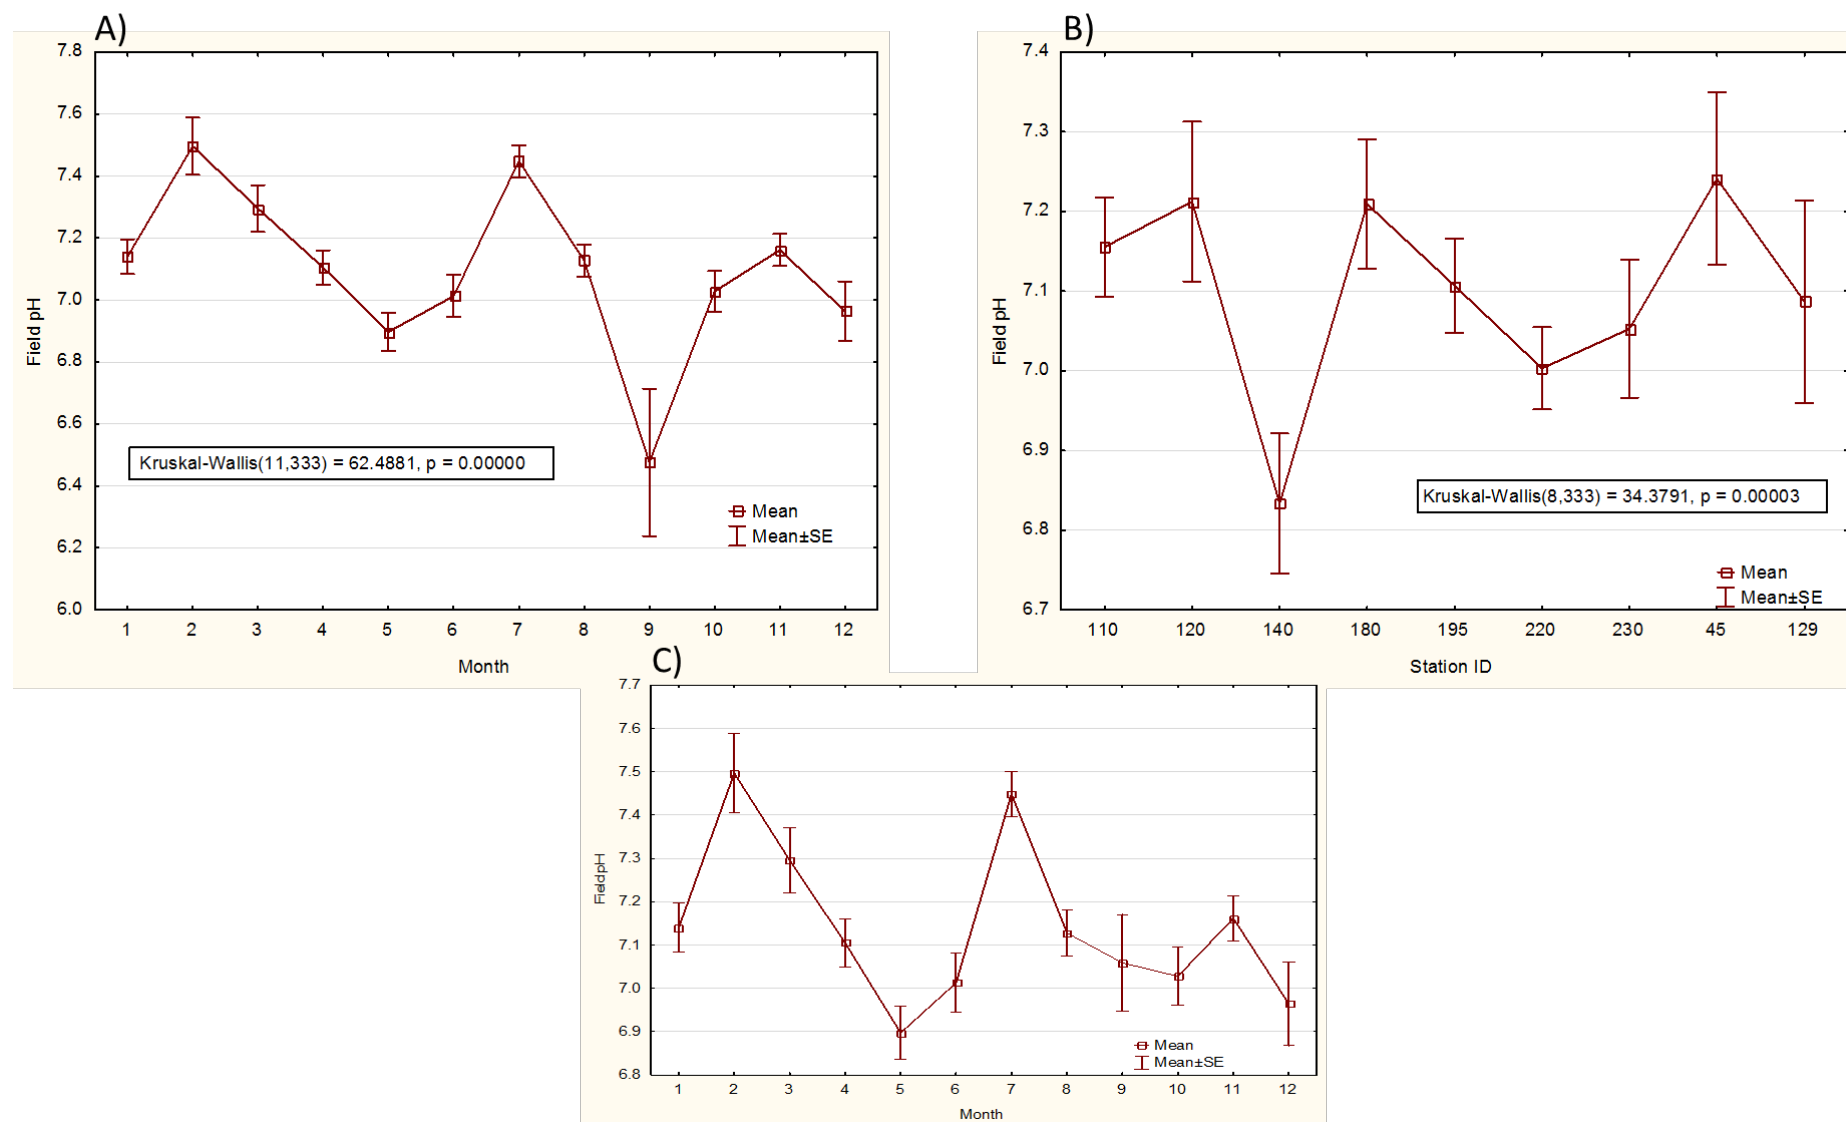 A)
7.8
7.6
7.4
7.2
7.0
6.8
6.6
6.4
6.2
6.0
Field pH
Kruskal-Wallis(11,333) = 62.4881, p = 0.00000
Mean
Mean±SE
1 2 3 4 5 6 7 8 9 10 11 12
Month
B)
7.4
7.3
7.2
7.1
7.0
6.9
6.8
6.7
Field pH
Kruskal-Wallis(8,333) = 34.3791, p = 0.00003
Mean
Mean±SE
110 120 140 180 195 220 230 45 129
Station ID
C)
7.7
7.6
7.5
7.4
7.3
7.2
7.1
7.0
6.9
6.8
Field pH
Mean
Mean±SE
1 2 3 4 5 6 7 8 9 10 11 12
Month